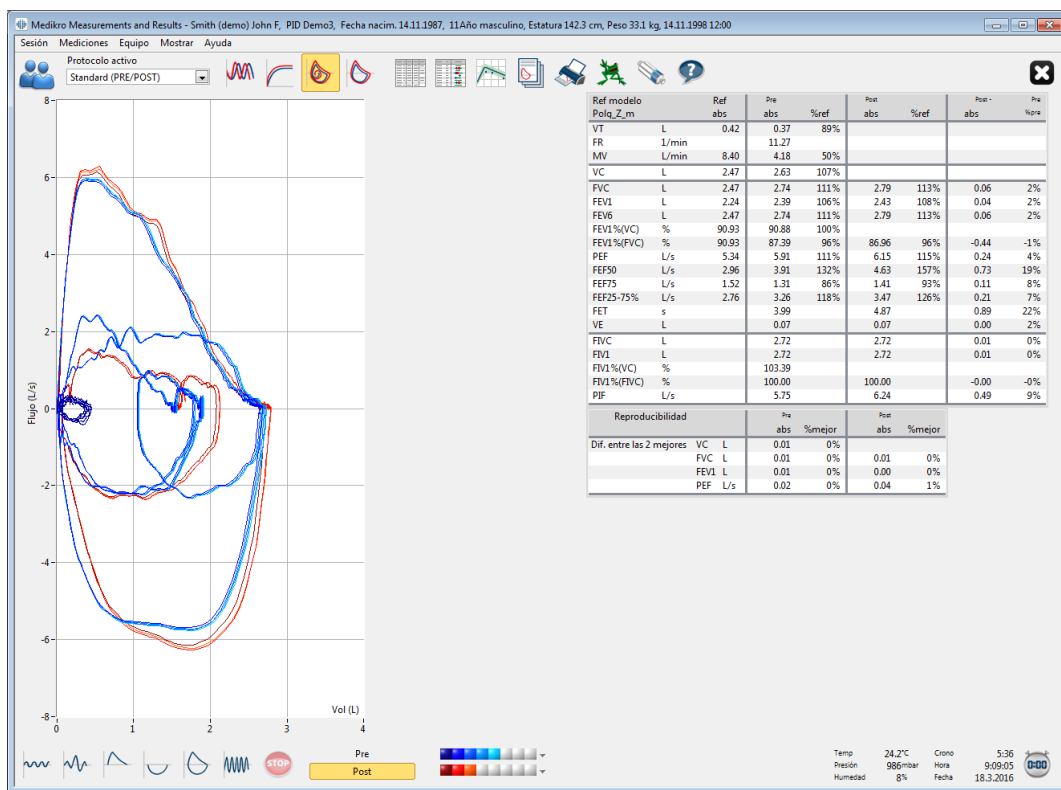 Medikro Measurements and Results - Smith (demo) John F, PID Demo3, Fecha nacim. 14.11.1987, 11Año masculino, Estatura 142.3 cm, Peso 33.1 kg, 14.11.1998 12:00
Sesión Mediciones Equipo Mostrar Ayuda
Protocolo activo
Standard (PRE/POST)
Ref modelo Ref Pre Post Post - Pre
Polq_Z_m abs abs %ref abs %ref abs %pre
VT L 0.42 0.37 89%
FR 1/min 11.27
MV L/min 8.40 4.18 50%
VC L 2.47 2.63 107%
FVC L 2.47 2.74 111% 2.79 113% 0.06 2%
FEV1 L 2.24 2.39 106% 2.43 108% 0.04 2%
FEV6 L 2.47 2.74 111% 2.79 113% 0.06 2%
FEV1%(VC) % 90.93 90.88 100%
FEV1%(FVC) % 90.93 87.39 96% 86.96 96% -0.44 -1%
PEF L/s 5.34 5.91 111% 6.15 115% 0.24 4%
FEF50 L/s 2.96 3.91 132% 4.63 157% 0.73 19%
FEF75 L/s 1.52 1.31 86% 1.41 93% 0.11 8%
FEF25-75% L/s 2.76 3.26 118% 3.47 126% 0.21 7%
FET s 3.99 4.87 0.89 22%
VE L 0.07 0.07 0.00 2%
FIVC L 2.72 2.72 0.01 0%
FIV1 L 2.72 2.72 0.01 0%
FIV1%(VC) % 103.39
FIV1%(FIVC) % 100.00 100.00 -0.00 -0%
PIF L/s 5.75 6.24 0.49 9%
Reproducibilidad Pre Post
abs %mejor abs %mejor
Dif. entre las 2 mejores VC L 0.01 0%
FVC L 0.01 0% 0.01 0%
FEV1 L 0.01 0% 0.00 0%
PEF L/s 0.02 0% 0.04 1%
8
6
4
2
0
-2
-4
-6
-8
Flujo (L/s)
Vol (L)
0 1 2 3 4
STOP
Pre
Post
Temp 24.2°C Crono 5:36
Presión 986mbar Hora 9:09:05
Humedad 8% Fecha 18.3.2016
0:00